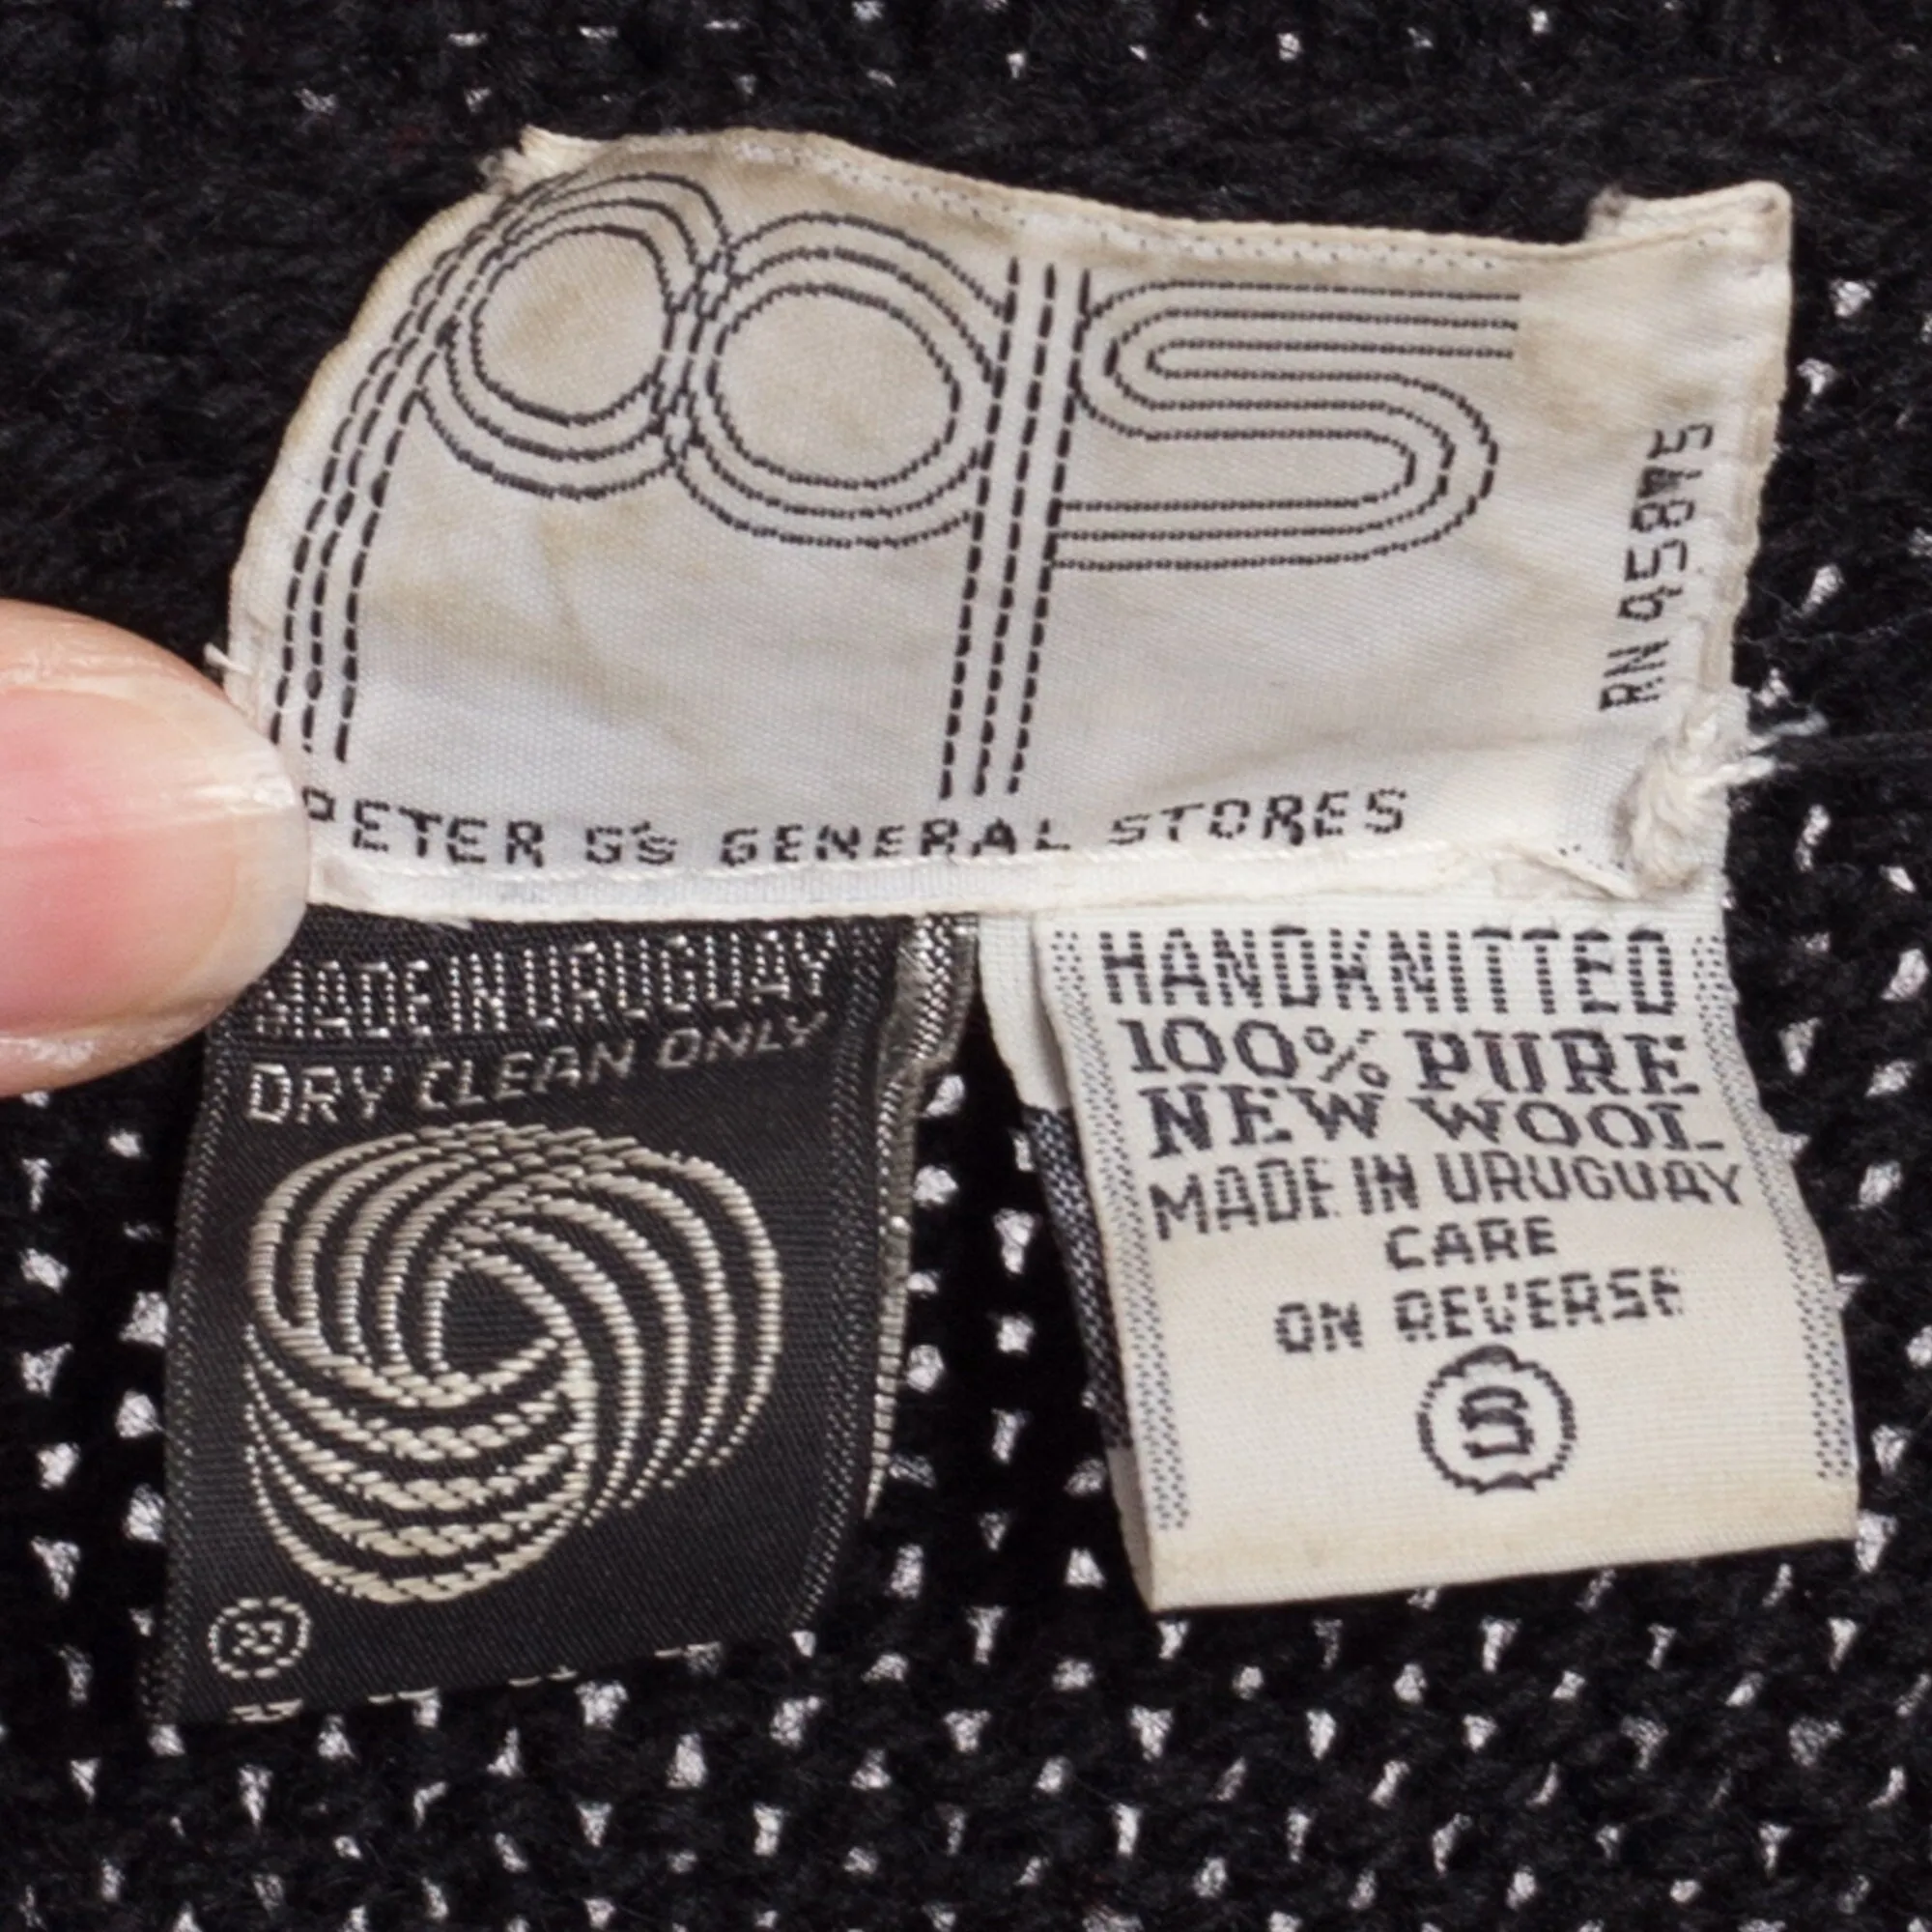 pgs
RN 95875
PETER G's GENERAL STORES
MADE IN URUGUAY
DRY CLEAN ONLY
®
HANDKNITTED
100% PURE
NEW WOOL
MADE IN URUGUAY
CARE
ON REVERSE
S